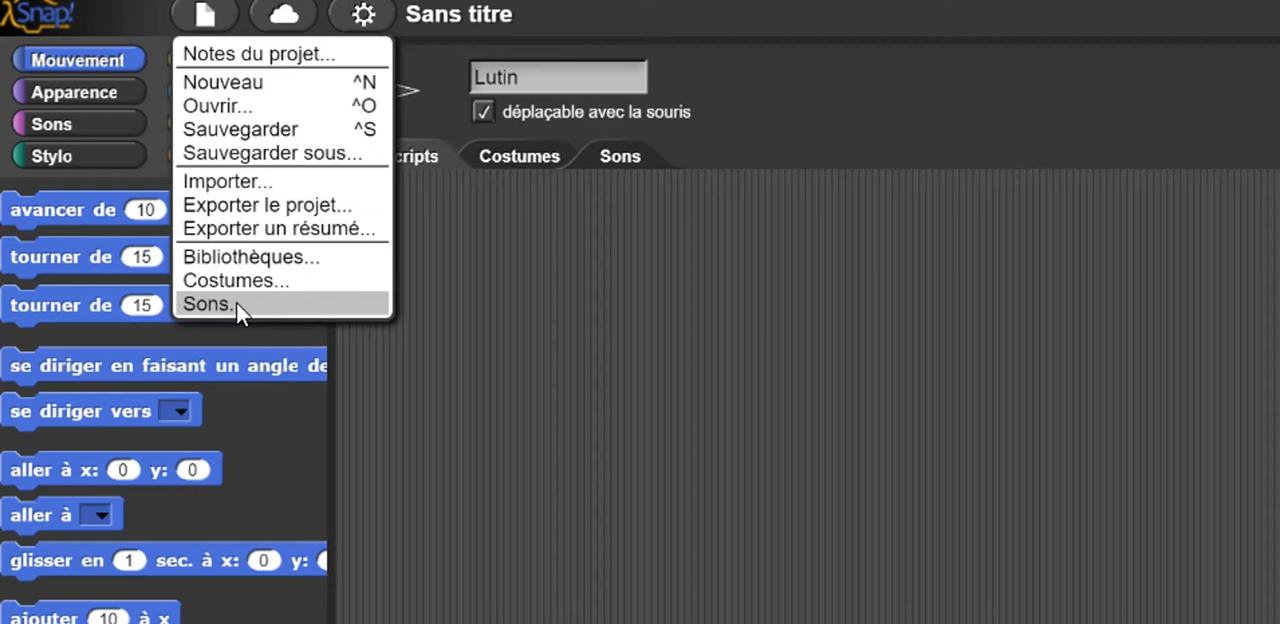 Snap!
Sans titre
Mouvement
Apparence
Sons
Stylo
Notes du projet...
Nouveau ^N
Ouvrir... ^O
Sauvegarder ^S
Sauvegarder sous...
Importer...
Exporter le projet...
Exporter un résumé...
Bibliothèques...
Costumes...
Sons..
Lutin
déplaçable avec la souris
cripts
Costumes
Sons
avancer de 10
tourner de 15
tourner de 15
se diriger en faisant un angle de
se diriger vers
aller à x: 0 y: 0
aller à
glisser en 1 sec. à x: 0 y:
ajouter 10 à x